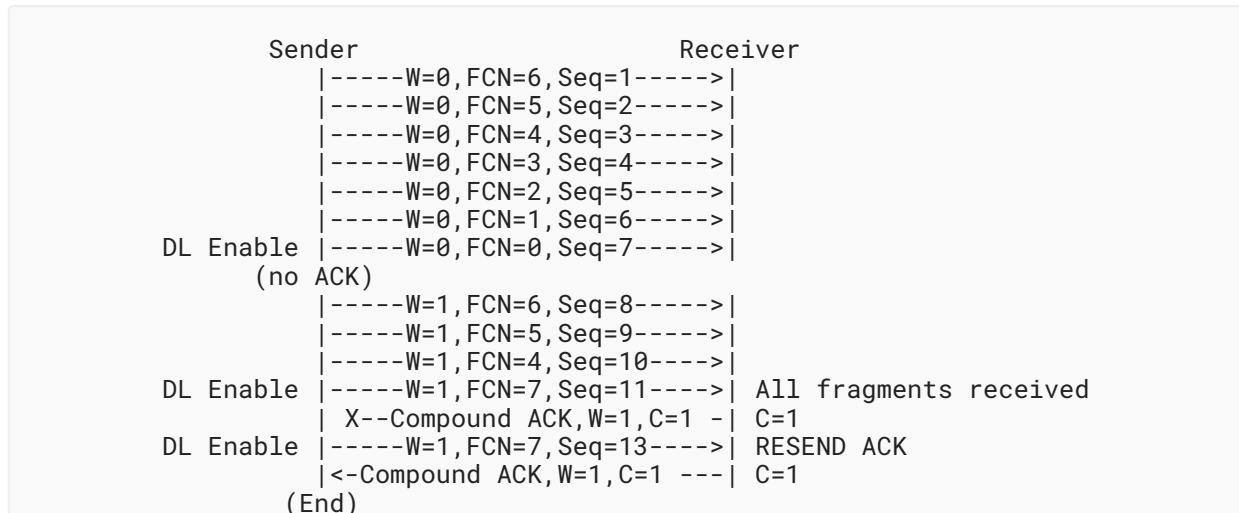 Sender                       Receiver
|-----W=0,FCN=6,Seq=1----->|
|-----W=0,FCN=5,Seq=2----->|
|-----W=0,FCN=4,Seq=3----->|
|-----W=0,FCN=3,Seq=4----->|
|-----W=0,FCN=2,Seq=5----->|
|-----W=0,FCN=1,Seq=6----->|
DL Enable |-----W=0,FCN=0,Seq=7----->|
(no ACK)
|-----W=1,FCN=6,Seq=8----->|
|-----W=1,FCN=5,Seq=9----->|
|-----W=1,FCN=4,Seq=10---->|
DL Enable |-----W=1,FCN=7,Seq=11---->| All fragments received
| X--Compound ACK,W=1,C=1 -| C=1
DL Enable |-----W=1,FCN=7,Seq=13---->| RESEND ACK
|<-Compound ACK,W=1,C=1 ---| C=1
(End)